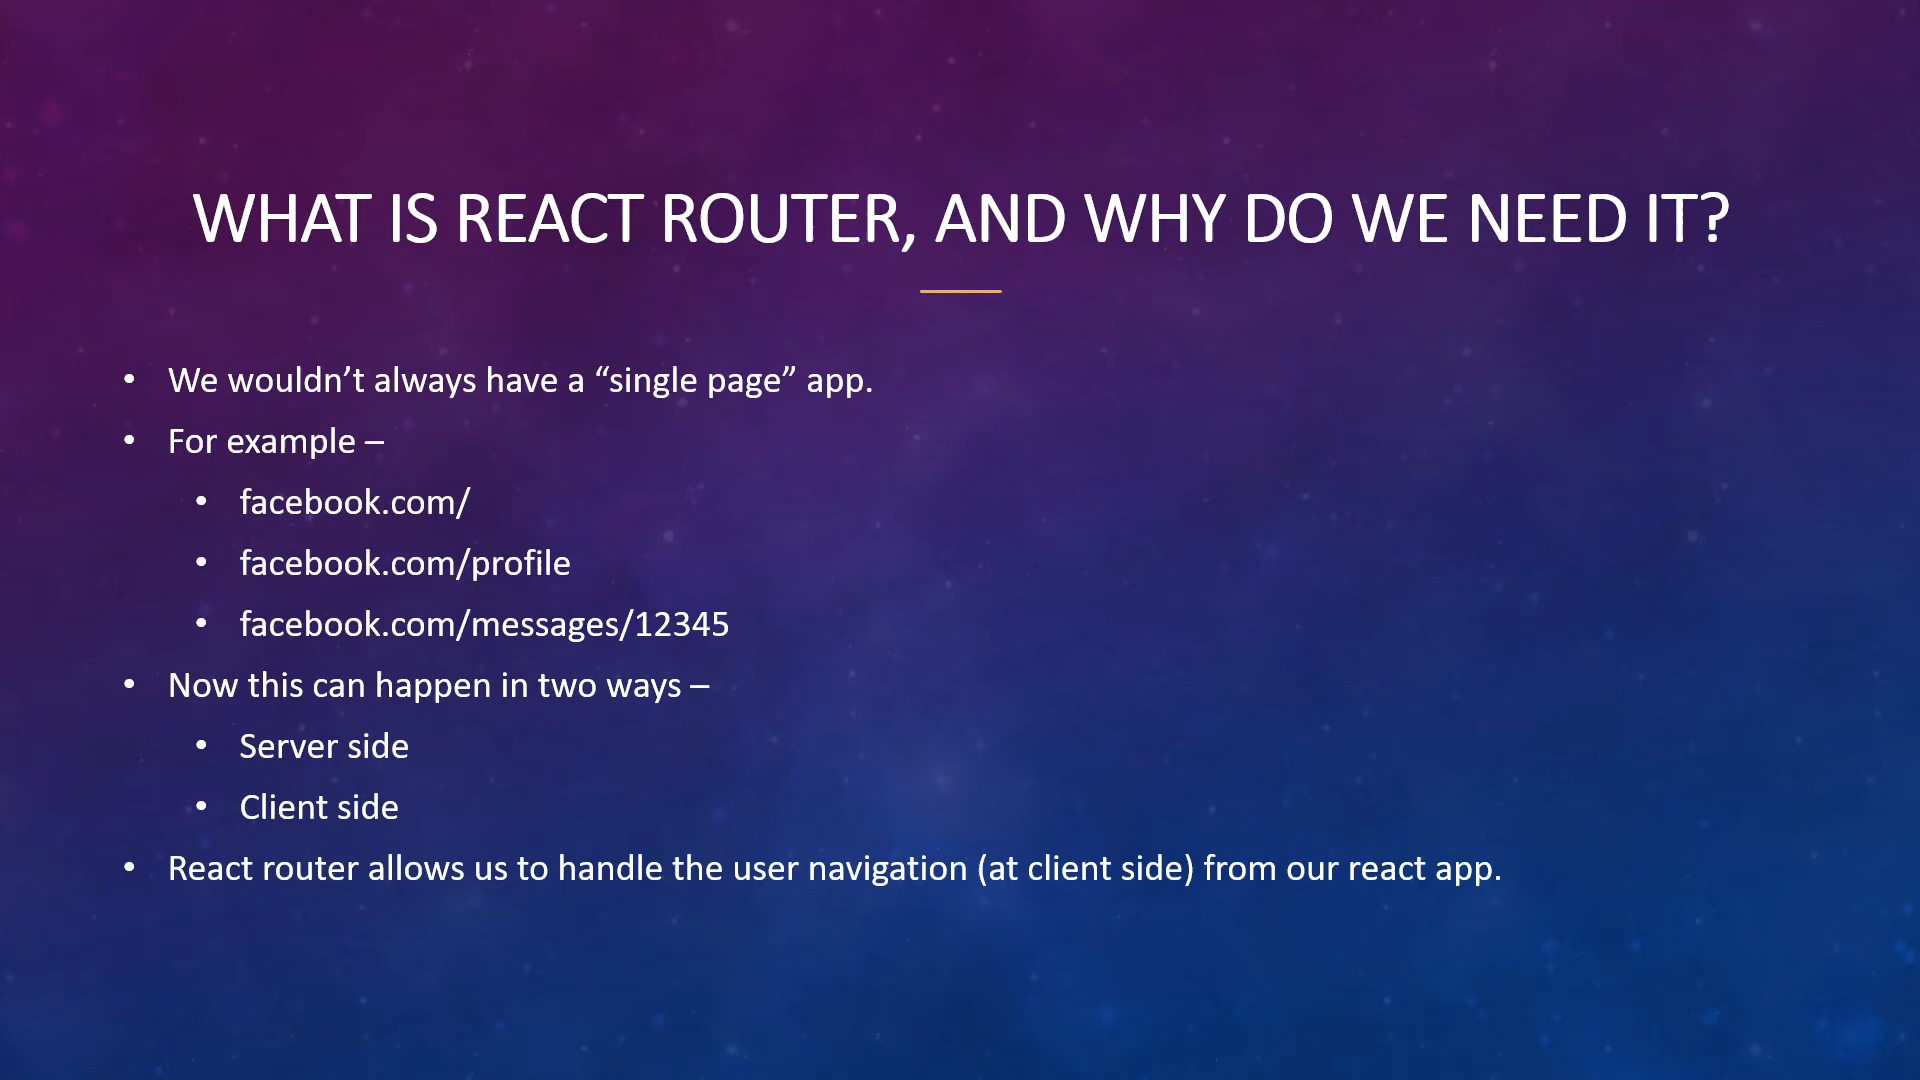 WHAT IS REACT ROUTER, AND WHY DO WE NEED IT?
• We wouldn’t always have a “single page” app.
• For example –
• facebook.com/
• facebook.com/profile
• facebook.com/messages/12345
• Now this can happen in two ways –
• Server side
• Client side
• React router allows us to handle the user navigation (at client side) from our react app.